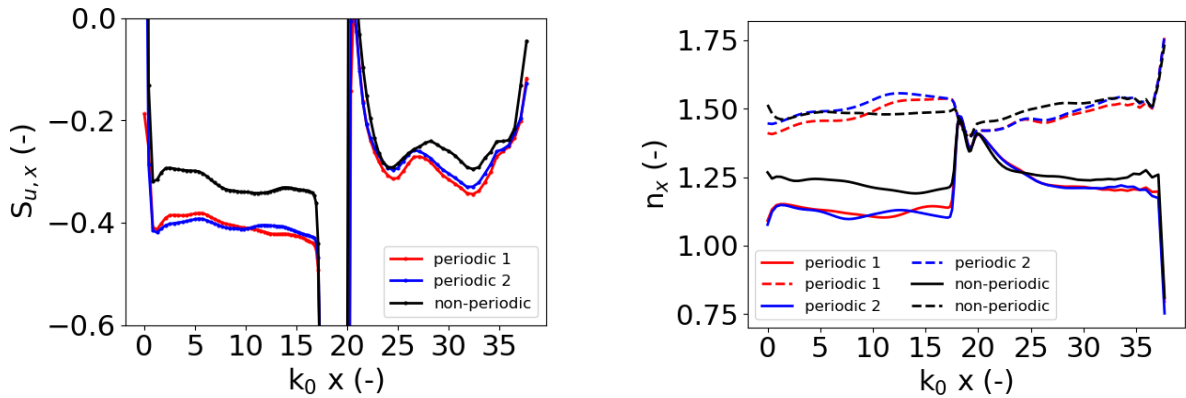 0.0
−0.2
−0.4
−0.6
S_{u,x} (-)
periodic 1
periodic 2
non-periodic
0 5 10 15 20 25 30 35
k_0 x (-)
1.75
1.50
1.25
1.00
0.75
n_x (-)
periodic 1 periodic 2
periodic 1 non-periodic
periodic 2 non-periodic
0 5 10 15 20 25 30 35
k_0 x (-)